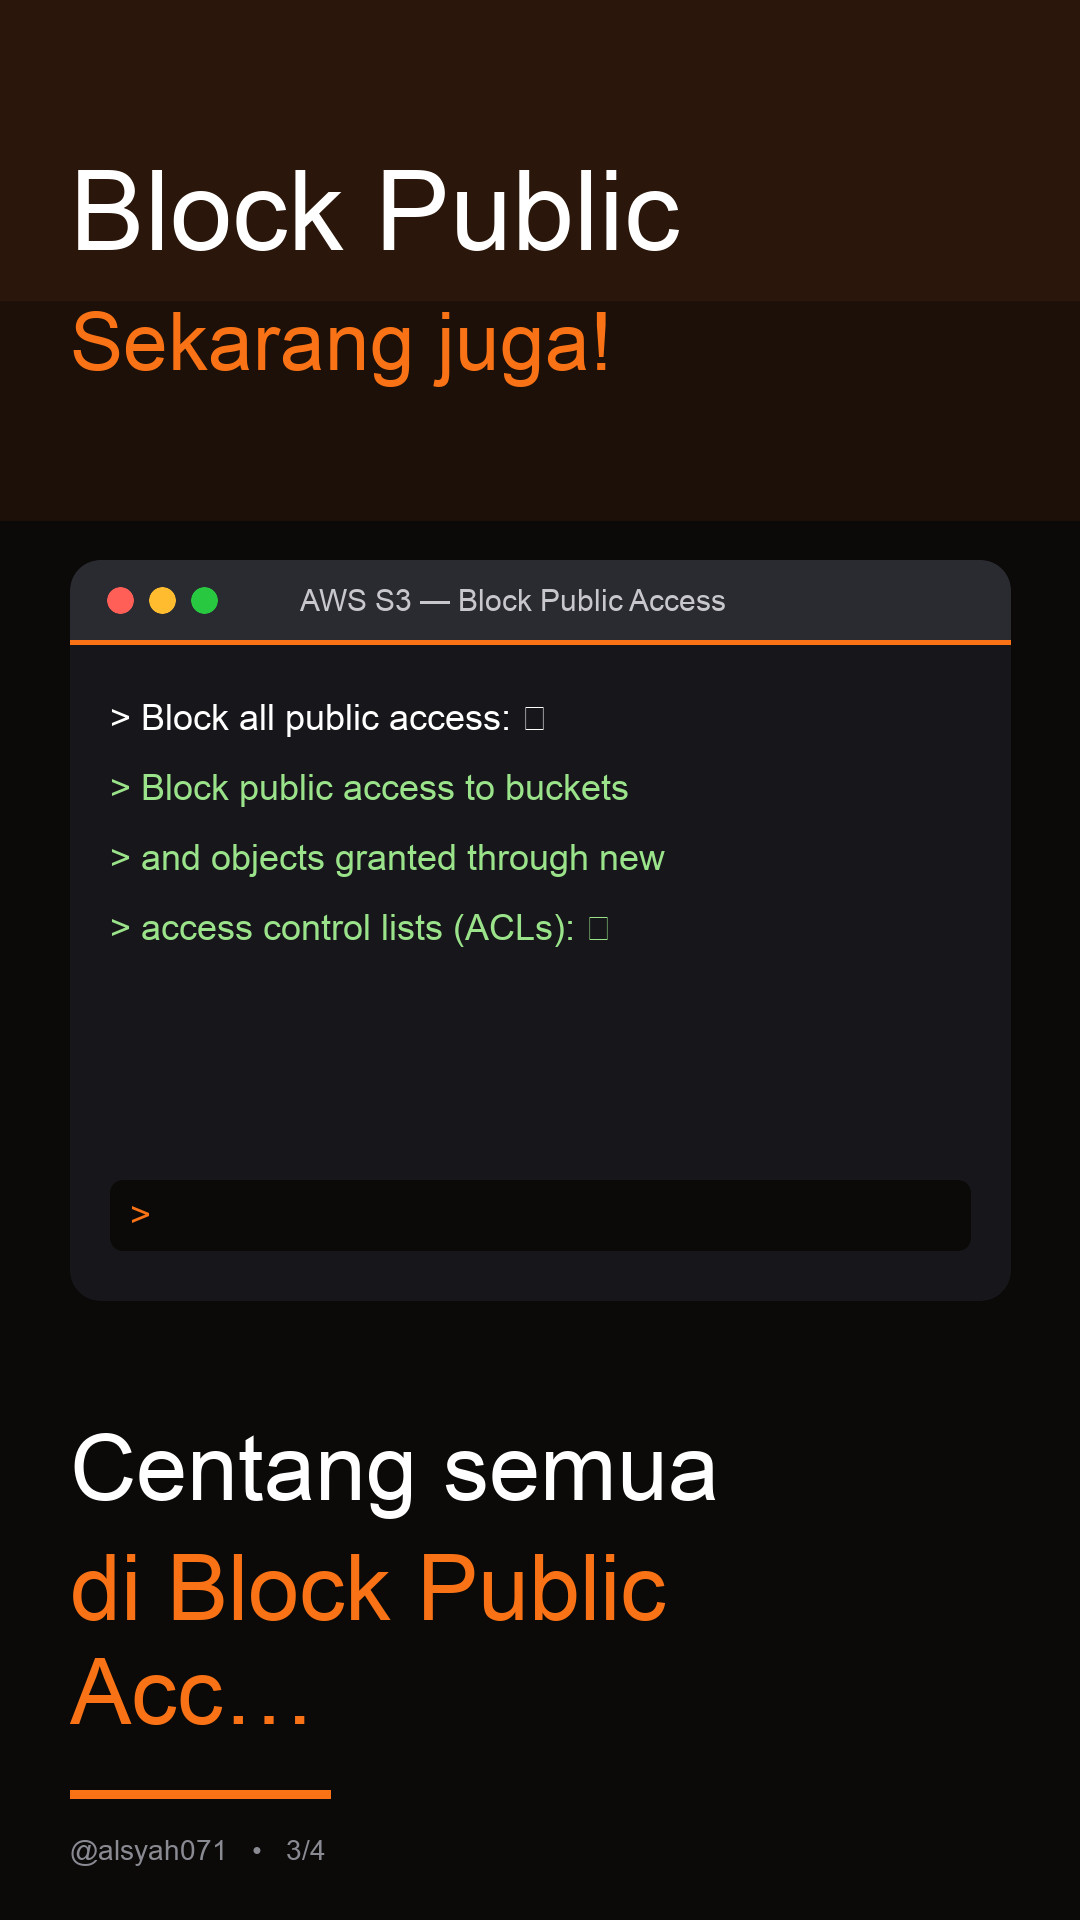 Block Public
Sekarang juga!
AWS S3 — Block Public Access
> Block all public access: □
> Block public access to buckets
> and objects granted through new
> access control lists (ACLs): □
>
Centang semua
di Block Public
Acc...
@alsyah071 • 3/4